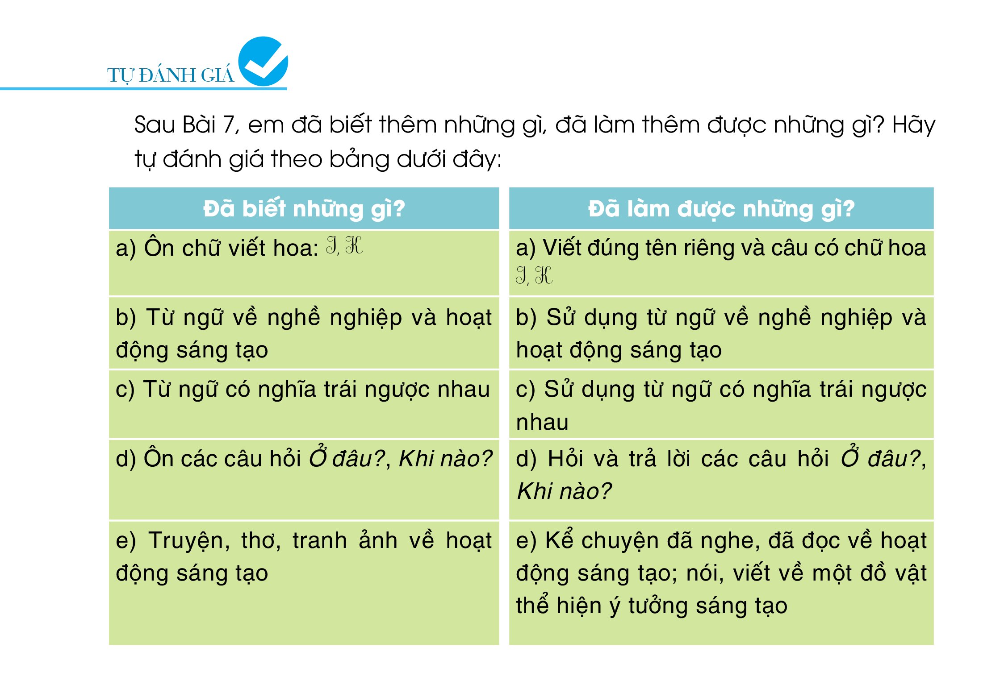 TỰ ĐÁNH GIÁ
Sau Bài 7, em đã biết thêm những gì, đã làm thêm được những gì? Hãy
tự đánh giá theo bảng dưới đây:
Đã biết những gì?
Đã làm được những gì?
a) Ôn chữ viết hoa: I, K
a) Viết đúng tên riêng và câu có chữ hoa
I, K
b) Từ ngữ về nghề nghiệp và hoạt
động sáng tạo
b) Sử dụng từ ngữ về nghề nghiệp và
hoạt động sáng tạo
c) Từ ngữ có nghĩa trái ngược nhau
c) Sử dụng từ ngữ có nghĩa trái ngược
nhau
d) Ôn các câu hỏi Ở đâu?, Khi nào?
d) Hỏi và trả lời các câu hỏi Ở đâu?,
Khi nào?
e) Truyện, thơ, tranh ảnh về hoạt
động sáng tạo
e) Kể chuyện đã nghe, đã đọc về hoạt
động sáng tạo; nói, viết về một đồ vật
thể hiện ý tưởng sáng tạo